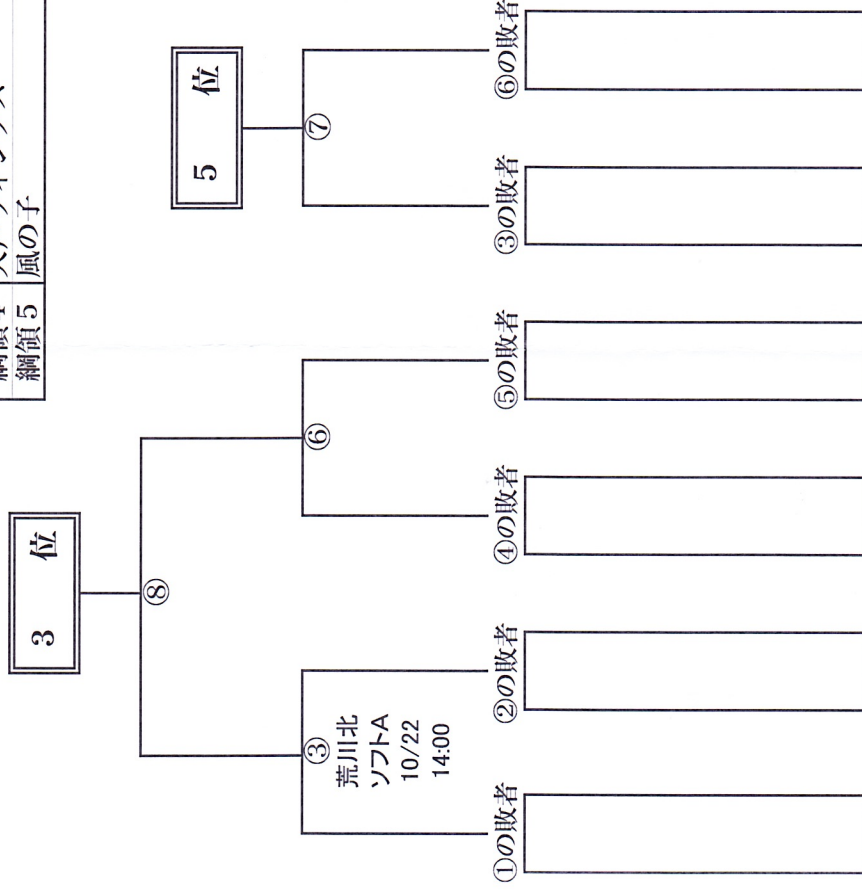 綱領5 風の子
5 位
⑦
⑥の敗者
③の敗者
3 位
⑧
⑥
⑤の敗者
④の敗者
③
荒川北
ソフトA
10/22
14:00
②の敗者
①の敗者